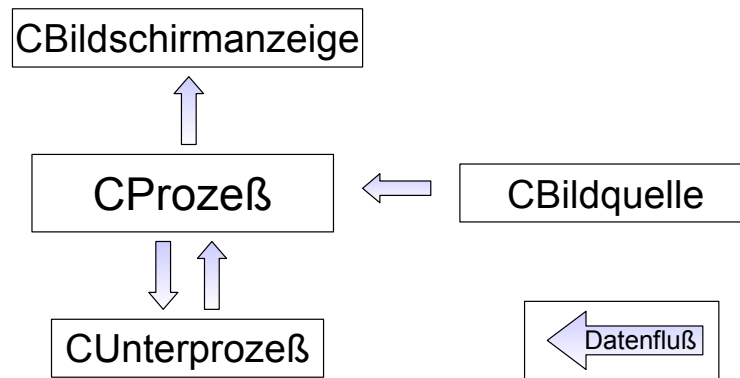 CBildschirmanzeige
CProzeß
CBildquelle
CUnterprozeß
Datenfluß